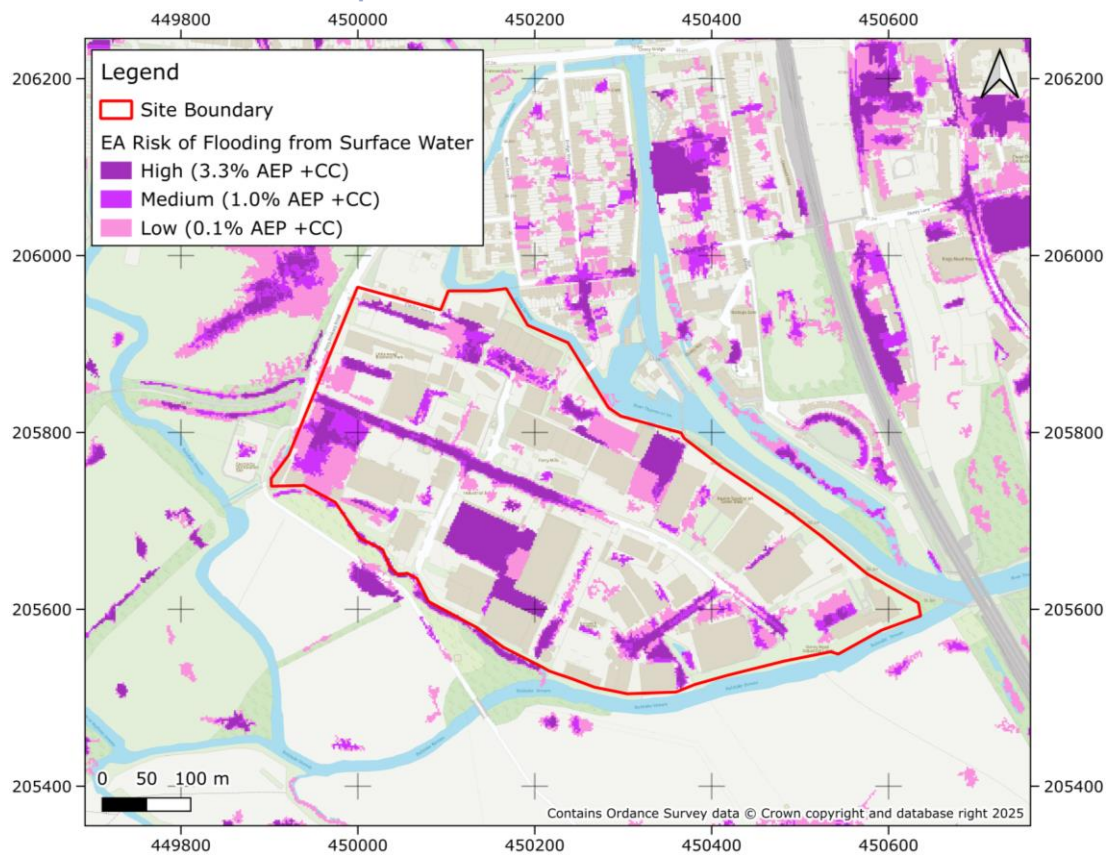 449800 450000 450200 450400 450600
Legend
Site Boundary
EA Risk of Flooding from Surface Water
High (3.3% AEP +CC)
Medium (1.0% AEP +CC)
Low (0.1% AEP +CC)
206200 206200
206000 206000
205800 205800
205600 205600
205400 205400
0 50 100 m
Contains Ordance Survey data © Crown copyright and database right 2025
449800 450000 450200 450400 450600